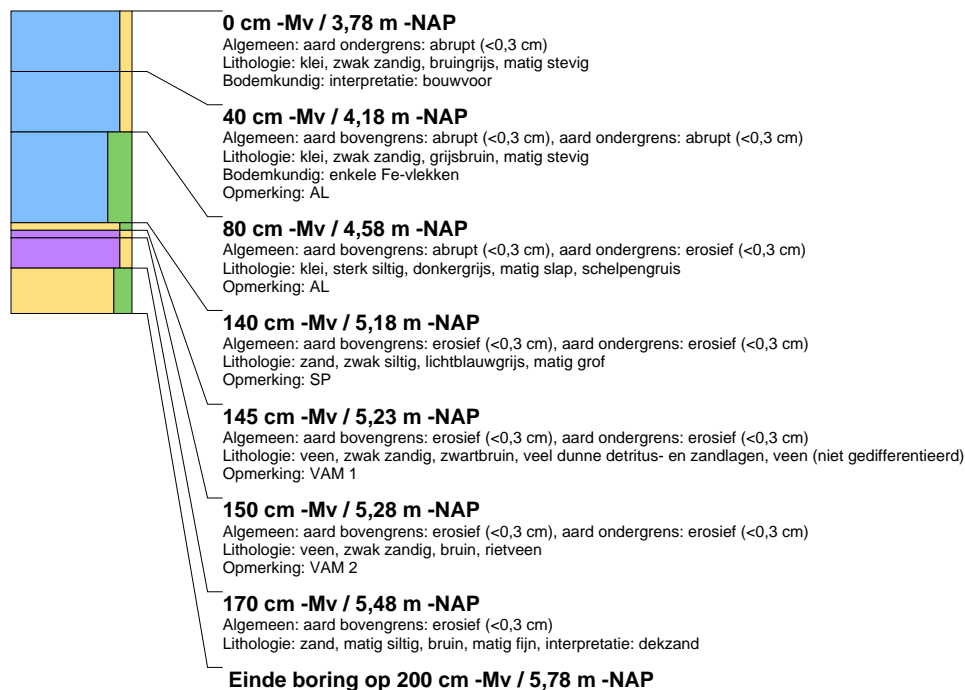 0 cm -Mv / 3,78 m -NAP
Algemeen: aard ondergrens: abrupt (<0,3 cm)
Lithologie: klei, zwak zandig, bruingrijs, matig stevig
Bodemkundig: interpretatie: bouwvoor
40 cm -Mv / 4,18 m -NAP
Algemeen: aard bovengrens: abrupt (<0,3 cm), aard ondergrens: abrupt (<0,3 cm)
Lithologie: klei, zwak zandig, grijsbruin, matig stevig
Bodemkundig: enkele Fe-vlekken
Opmerking: AL
80 cm -Mv / 4,58 m -NAP
Algemeen: aard bovengrens: abrupt (<0,3 cm), aard ondergrens: erosief (<0,3 cm)
Lithologie: klei, sterk siltig, donkergrijs, matig slap, schelpengruis
Opmerking: AL
140 cm -Mv / 5,18 m -NAP
Algemeen: aard bovengrens: erosief (<0,3 cm), aard ondergrens: erosief (<0,3 cm)
Lithologie: zand, zwak siltig, lichtblauwgrijs, matig grof
Opmerking: SP
145 cm -Mv / 5,23 m -NAP
Algemeen: aard bovengrens: erosief (<0,3 cm), aard ondergrens: erosief (<0,3 cm)
Lithologie: veen, zwak zandig, zwartbruin, veel dunne detritus- en zandlagen, veen (niet gedifferentieerd)
Opmerking: VAM 1
150 cm -Mv / 5,28 m -NAP
Algemeen: aard bovengrens: erosief (<0,3 cm), aard ondergrens: erosief (<0,3 cm)
Lithologie: veen, zwak zandig, bruin, rietveen
Opmerking: VAM 2
170 cm -Mv / 5,48 m -NAP
Algemeen: aard bovengrens: erosief (<0,3 cm)
Lithologie: zand, matig siltig, bruin, matig fijn, interpretatie: dekzand
Einde boring op 200 cm -Mv / 5,78 m -NAP